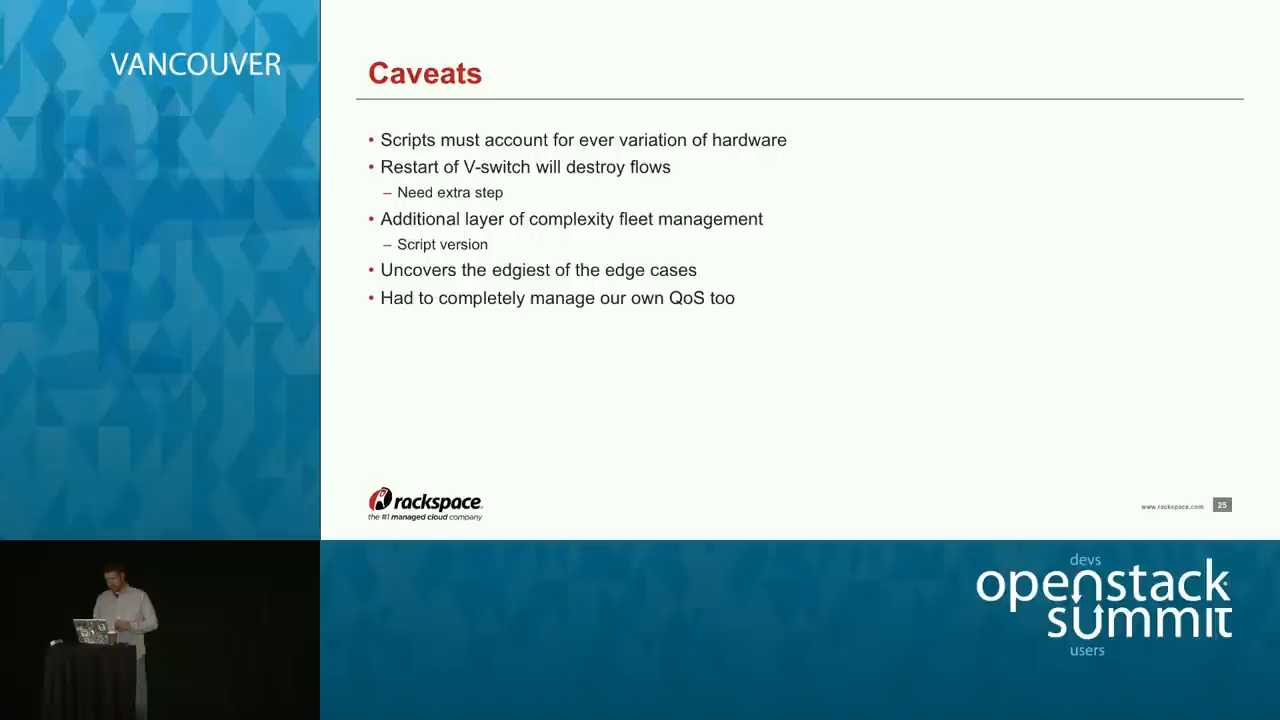 VANCOUVER
Caveats
• Scripts must account for ever variation of hardware
• Restart of V-switch will destroy flows
– Need extra step
• Additional layer of complexity fleet management
– Script version
• Uncovers the edgiest of the edge cases
• Had to completely manage our own QoS too
rackspace
the #1 managed cloud company
www.rackspace.com 25
devs
openstack
summit
users